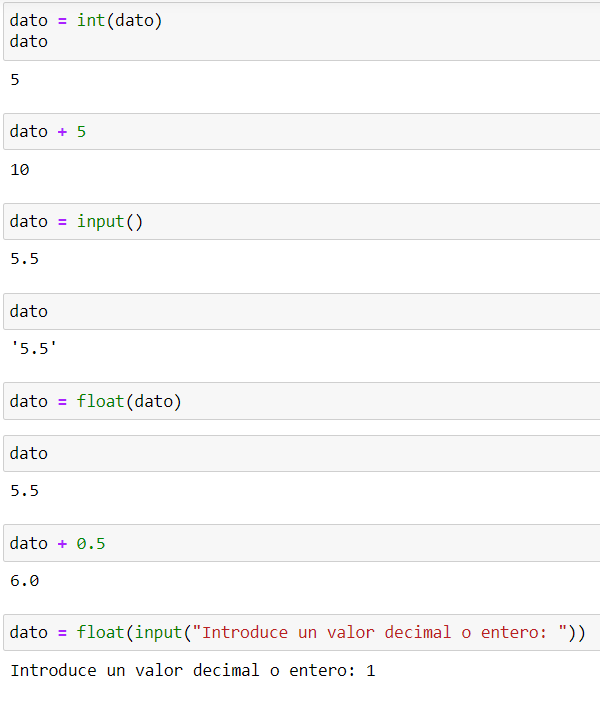 dato = int(dato)
dato
5
dato + 5
10
dato = input()
5.5
dato
'5.5'
dato = float(dato)
dato
5.5
dato + 0.5
6.0
dato = float(input("Introduce un valor decimal o entero: "))
Introduce un valor decimal o entero: 1